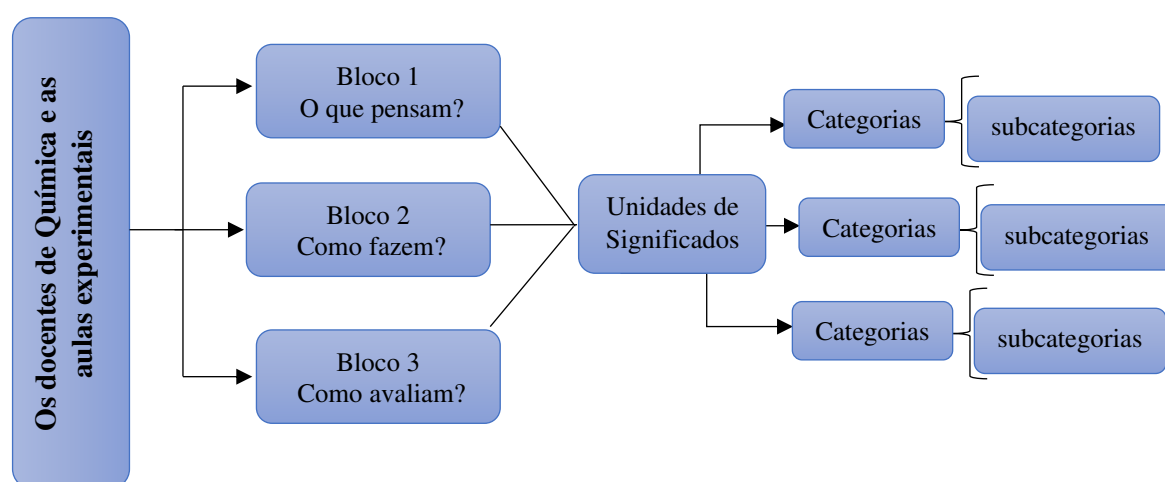 Os docentes de Química e as
aulas experimentais
Bloco 1
O que pensam?
Bloco 2
Como fazem?
Bloco 3
Como avaliam?
Unidades de
Significados
Categorias
subcategorias
Categorias
subcategorias
Categorias
subcategorias